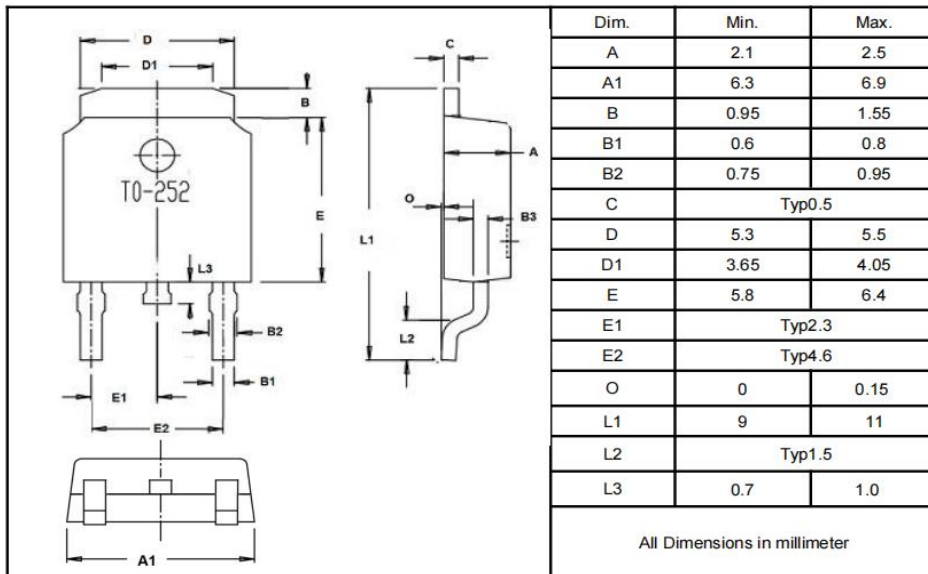 D
D1
C
B
A
TO-252
O
B3
E
L1
L3
L2
B2
B1
E1
E2
A1
Dim. Min. Max.
A 2.1 2.5
A1 6.3 6.9
B 0.95 1.55
B1 0.6 0.8
B2 0.75 0.95
C Typ0.5
D 5.3 5.5
D1 3.65 4.05
E 5.8 6.4
E1 Typ2.3
E2 Typ4.6
O 0 0.15
L1 9 11
L2 Typ1.5
L3 0.7 1.0
All Dimensions in millimeter